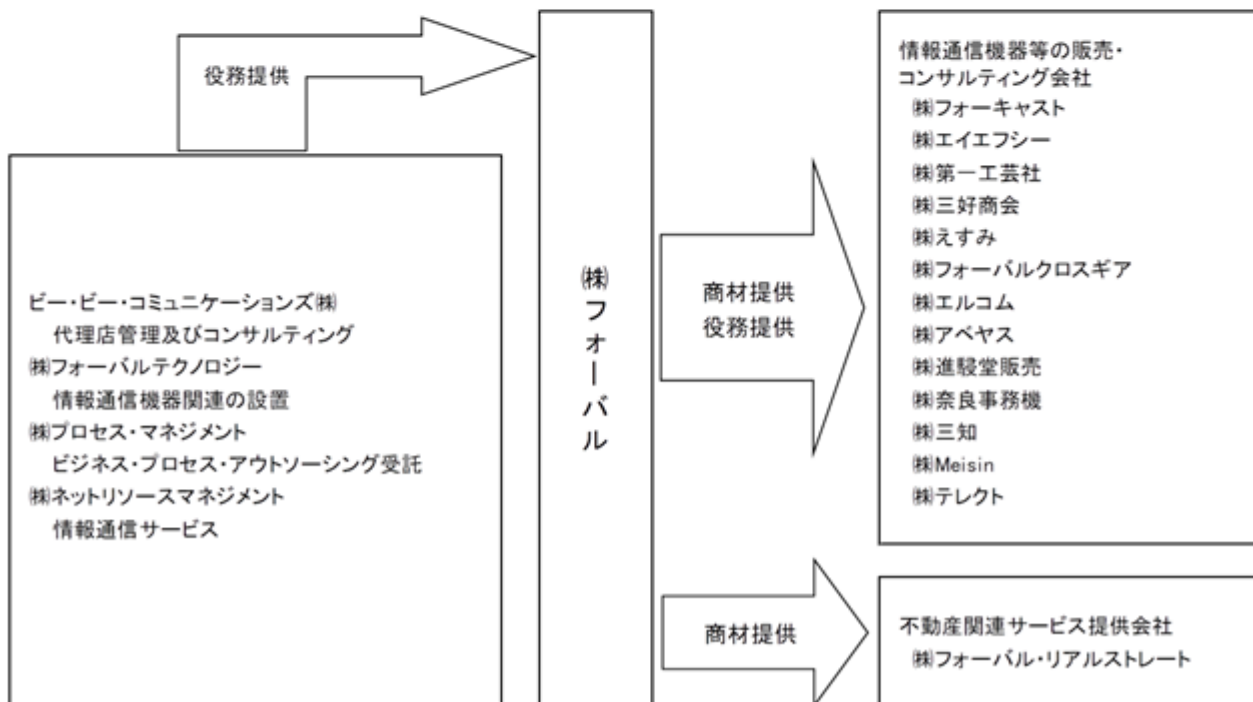 役務提供
ビー・ビー・コミュニケーションズ㈱
代理店管理及びコンサルティング
㈱フォーバルテクノロジー
情報通信機器関連の設置
㈱プロセス・マネジメント
ビジネス・プロセス・アウトソーシング受託
㈱ネットリソースマネジメント
情報通信サービス
㈱フォーバル
商材提供
役務提供
商材提供
情報通信機器等の販売・
コンサルティング会社
㈱フォーキャスト
㈱エイエフシー
㈱第一工芸社
㈱三好商会
㈱えすみ
㈱フォーバルクロスギア
㈱エルコム
㈱アベヤス
㈱進駸堂販売
㈱奈良事務機
㈱三知
㈱Meisin
㈱テレクト
不動産関連サービス提供会社
㈱フォーバル・リアルストレート